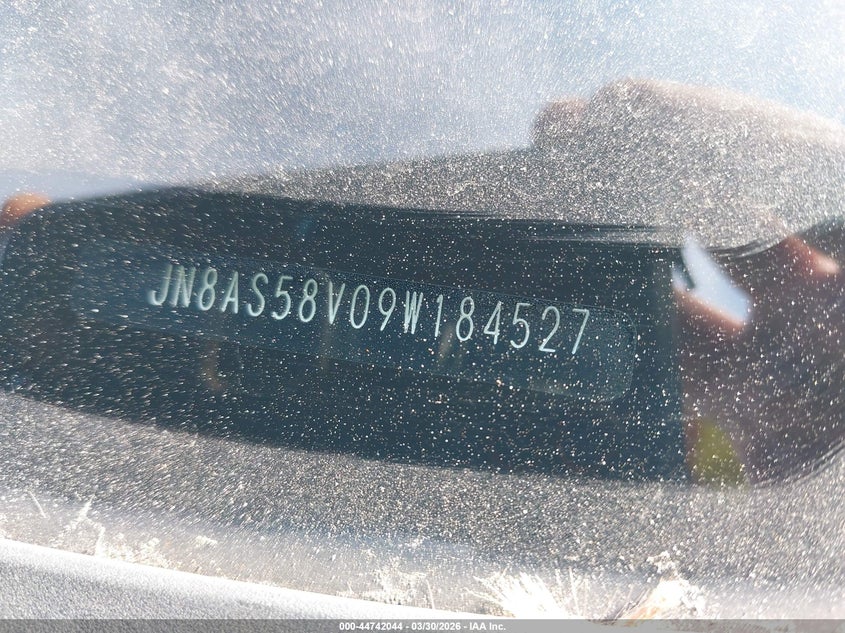 JN8AS58V09W184527
000-44742044 — 03/30/2026 — IAA Inc.